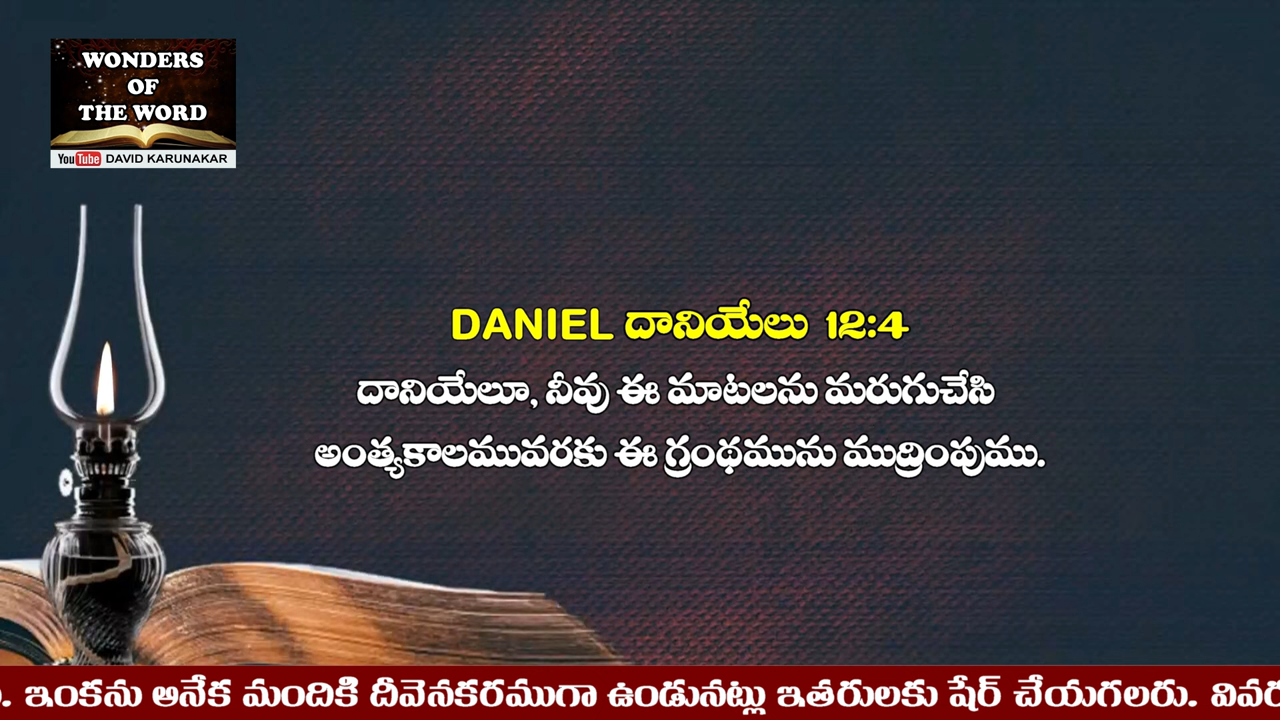 WONDERS
OF
THE WORD
YouTube DAVID KARUNAKAR
DANIEL దానియేలు 12:4
దానియేలూ, నీవు ఈ మాటలను మరుగుచేసి
అంత్యకాలమువరకు ఈ గ్రంథమును ముద్రింపుము.
ఇంకను అనేక మందికి దీవెనకరముగా ఉండునట్లు ఇతరులకు షేర్ చేయగలరు.